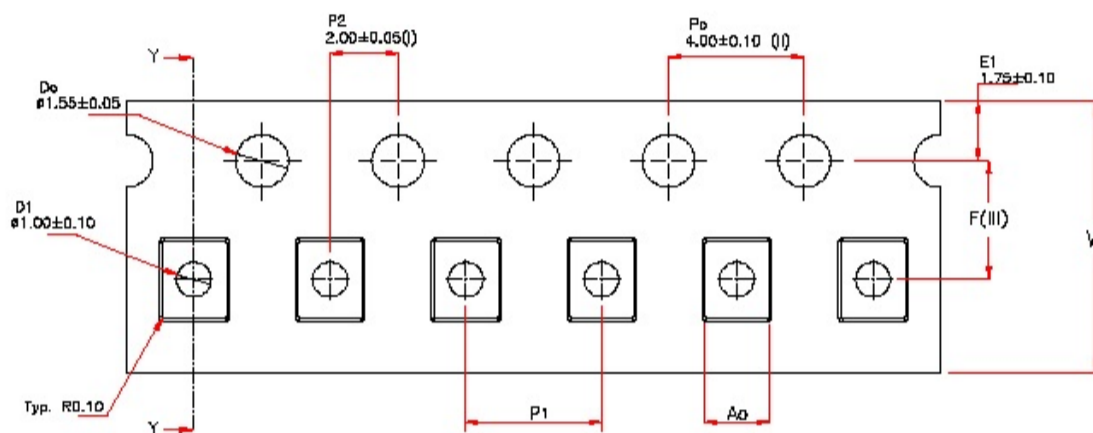 P2
2.00±0.05(I)
Po
4.00±0.10 (II)
E1
1.75±0.10
Y
Do
ø1.55±0.05
D1
ø1.00±0.10
F(III)
Typ. R0.10
Y
P1
Ao